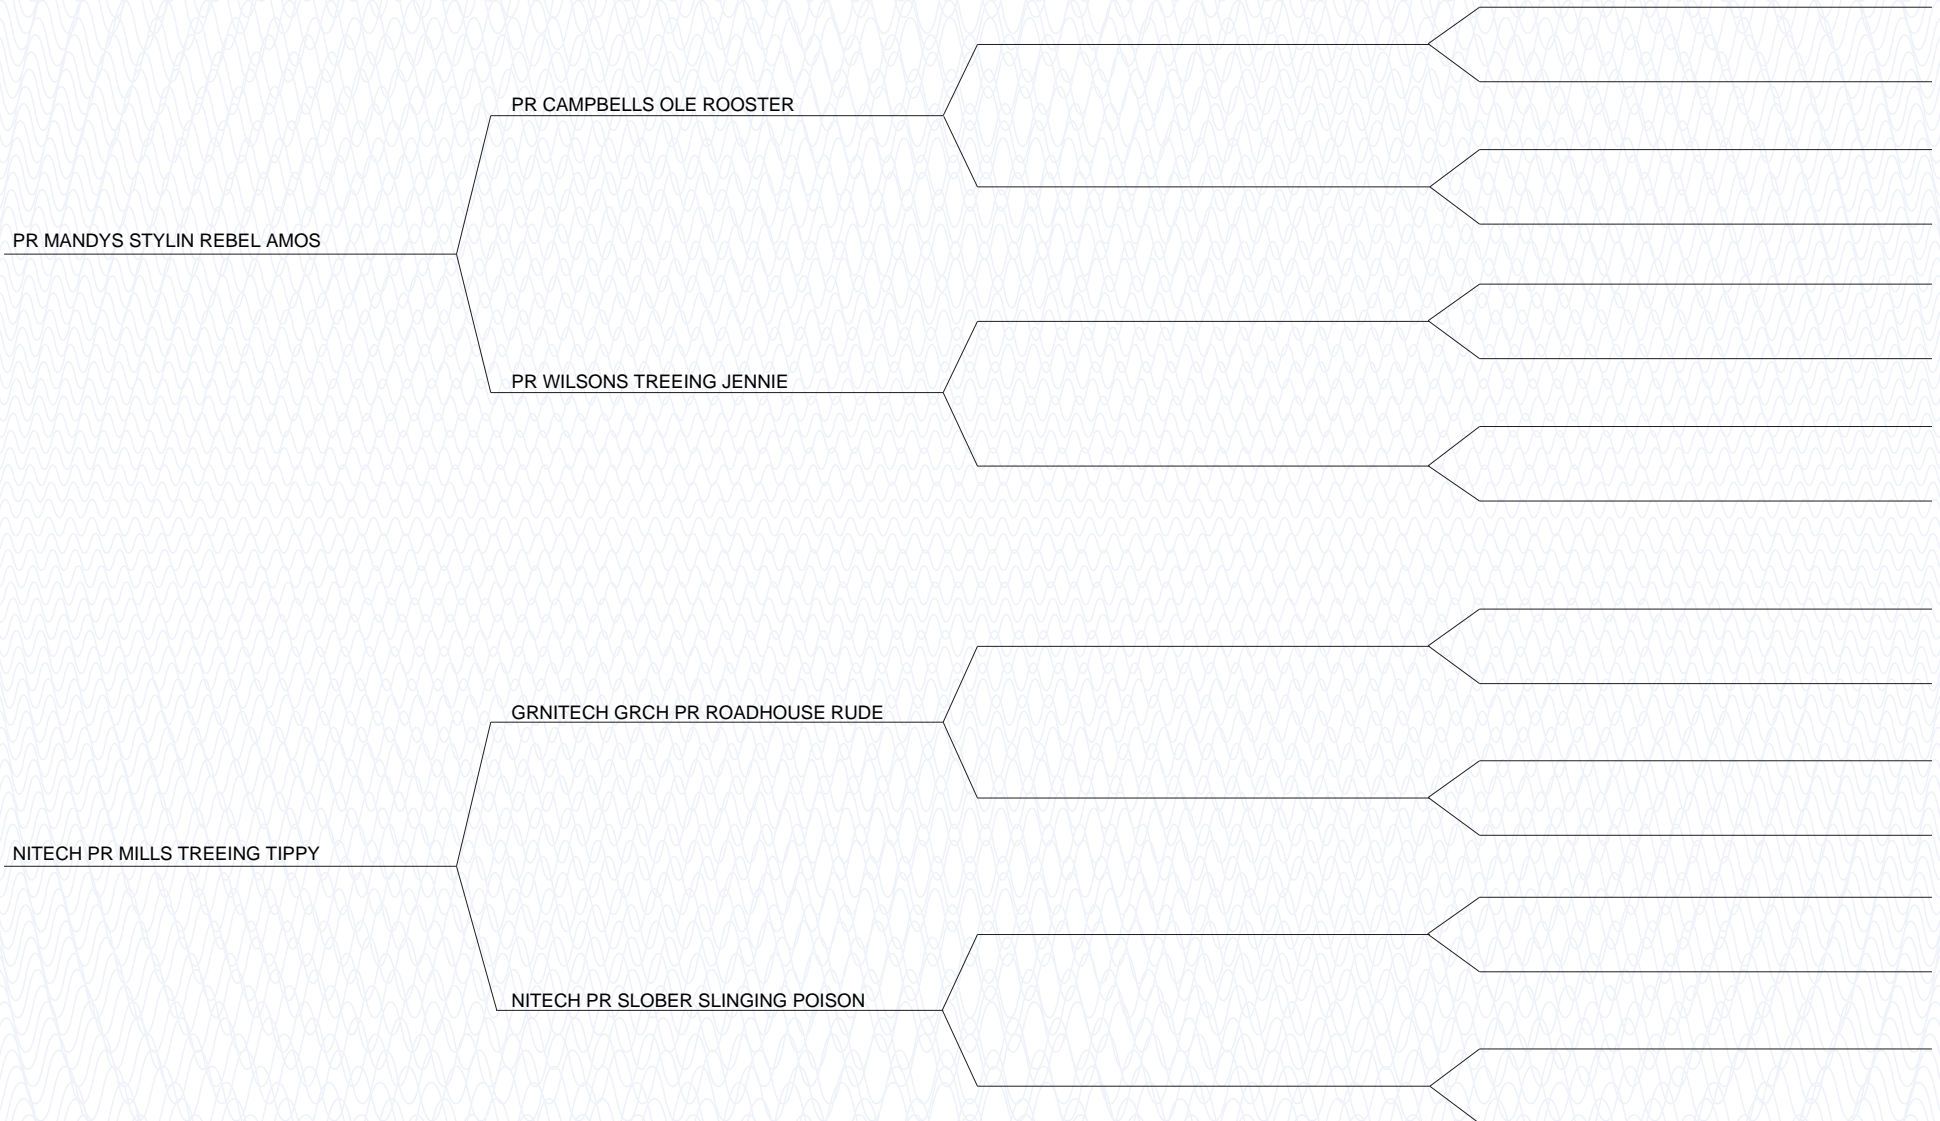 PR CAMPBELLS OLE ROOSTER
PR MANDYS STYLIN REBEL AMOS
PR WILSONS TREEING JENNIE
GRNITECH GRCH PR ROADHOUSE RUDE
NITECH PR MILLS TREEING TIPPY
NITECH PR SLOBER SLINGING POISON